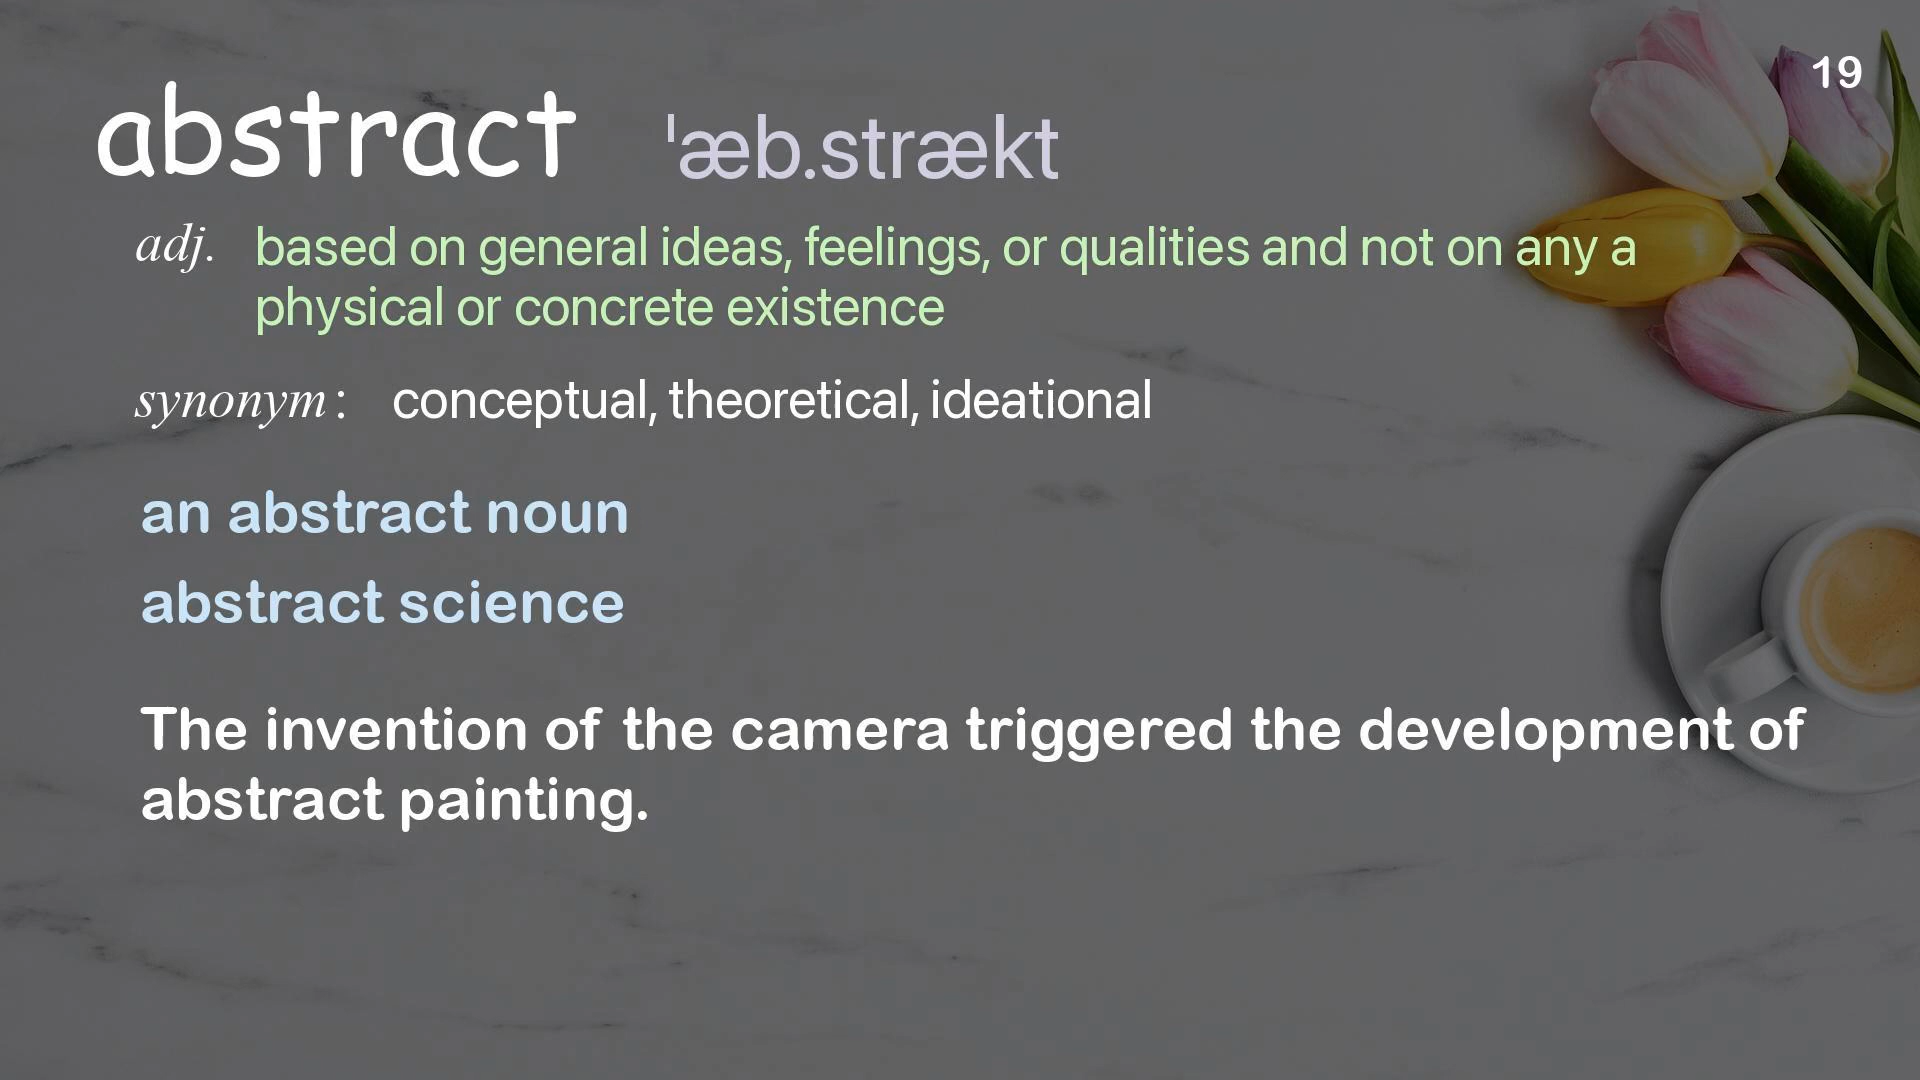 19
abstract ˈæb.strækt
adj. based on general ideas, feelings, or qualities and not on any a
physical or concrete existence
synonym : conceptual, theoretical, ideational
an abstract noun
abstract science
The invention of the camera triggered the development of
abstract painting.